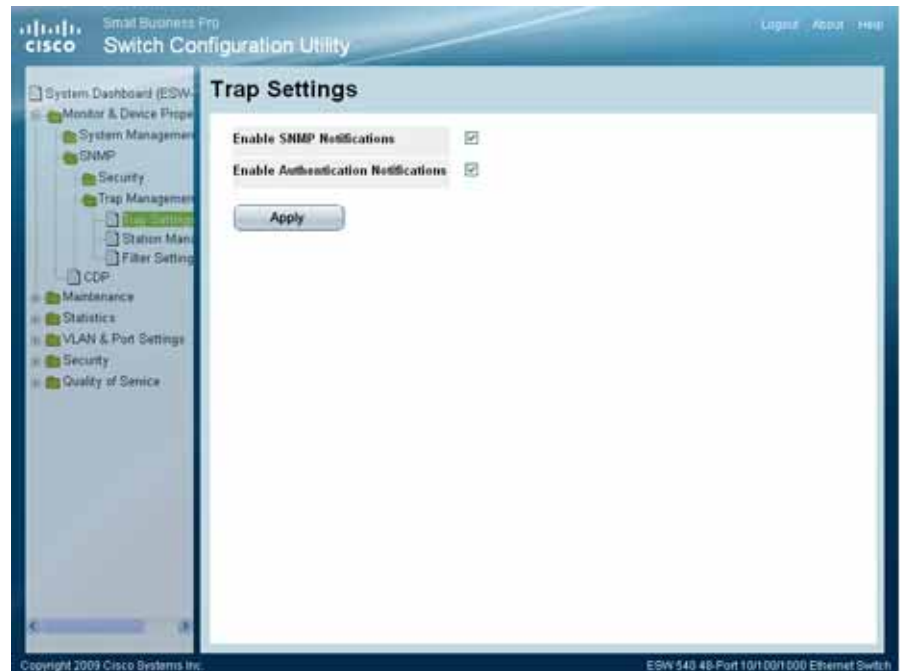 Small Business Pro
CISCO Switch Configuration Utility
Logout About Help
System Dashboard (ESW-
Monitor & Device Prope
System Managemen
SNMP
Security
Trap Managemen
Trap Settings
Station Mana
Filter Setting
CDP
Maintenance
Statistics
VLAN & Port Settings
Security
Quality of Service
Trap Settings
Enable SNMP Notifications
Enable Authentication Notifications
Apply
Copyright 2009 Cisco Systems Inc.
ESW 540 48-Port 10/100/1000 Ethernet Switch